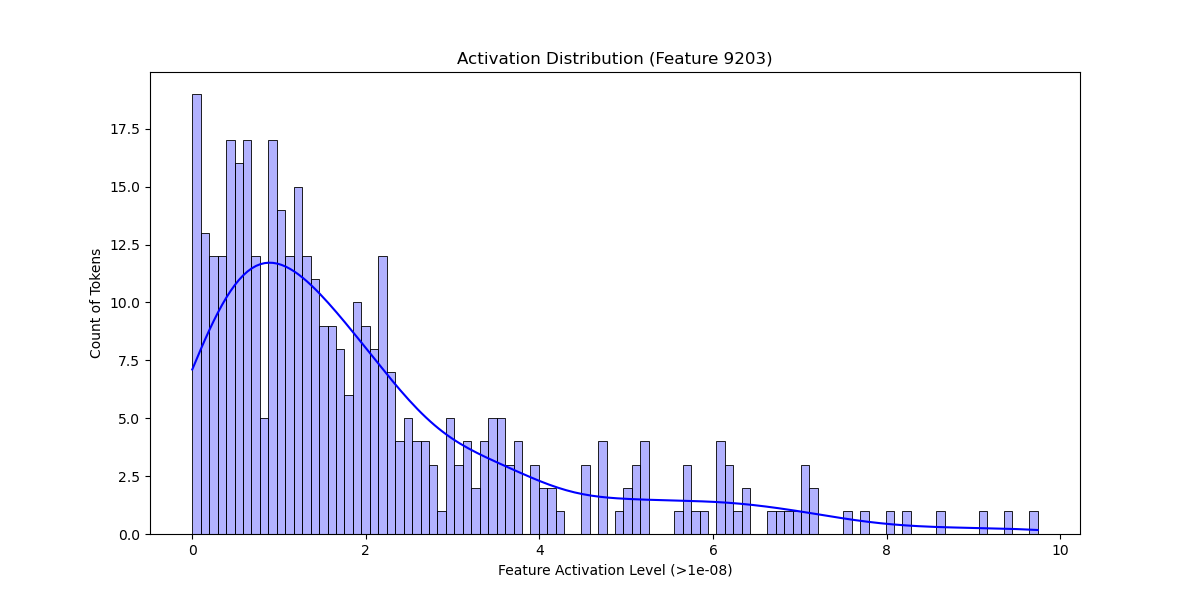 Activation Distribution (Feature 9203)
17.5
15.0
12.5
10.0
7.5
5.0
2.5
0.0
Count of Tokens
0 2 4 6 8 10
Feature Activation Level (>1e-08)